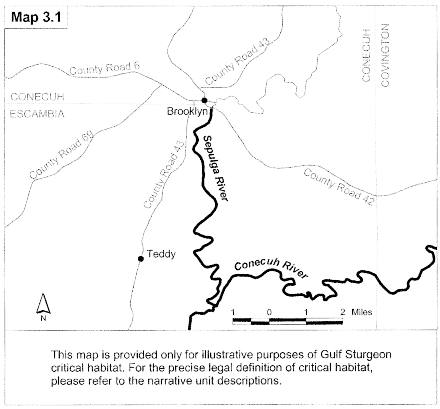 Map 3.1
County Road 43
CONECUH
COVINGTON
County Road 6
CONECUH
ESCAMBIA
Brooklyn
County Road 69
County Road 43
Sepulga River
County Road 42
Teddy
Conecuh River
N
1 0 1 2 Miles
This map is provided only for illustrative purposes of Gulf Sturgeon
critical habitat. For the precise legal definition of critical habitat,
please refer to the narrative unit descriptions.